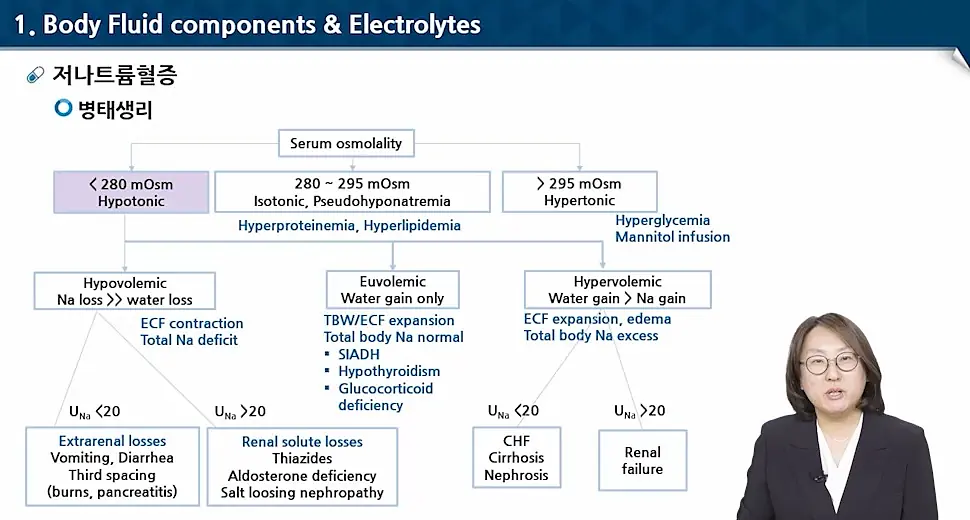 1. Body Fluid components & Electrolytes
저나트륨혈증
병태생리
Serum osmolality
< 280 mOsm
Hypotonic
280 ~ 295 mOsm
Isotonic, Pseudohyponatremia
> 295 mOsm
Hypertonic
Hyperproteinemia, Hyperlipidemia
Hyperglycemia
Mannitol infusion
Hypovolemic
Na loss >> water loss
Euvolemic
Water gain only
Hypervolemic
Water gain > Na gain
ECF contraction
Total Na deficit
TBW/ECF expansion
Total body Na normal
▪ SIADH
▪ Hypothyroidism
▪ Glucocorticoid
deficiency
ECF expansion, edema
Total body Na excess
UNa <20
UNa >20
UNa <20
UNa >20
Extrarenal losses
Vomiting, Diarrhea
Third spacing
(burns, pancreatitis)
Renal solute losses
Thiazides
Aldosterone deficiency
Salt loosing nephropathy
CHF
Cirrhosis
Nephrosis
Renal
failure